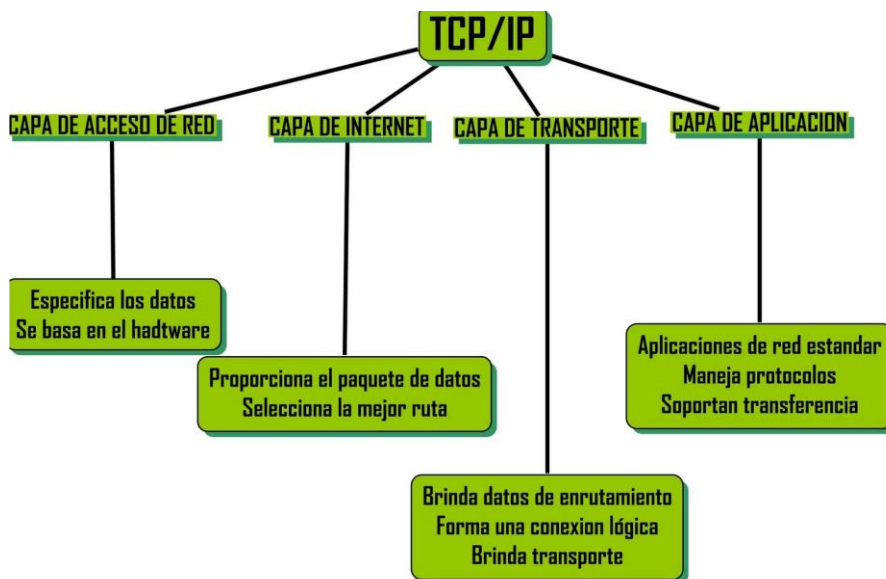 TCP/IP
CAPA DE ACCESO DE RED
CAPA DE INTERNET
CAPA DE TRANSPORTE
CAPA DE APLICACION
Especifica los datos
Se basa en el hadtware
Proporciona el paquete de datos
Selecciona la mejor ruta
Brinda datos de enrutamiento
Forma una conexion lógica
Brinda transporte
Aplicaciones de red estandar
Maneja protocolos
Soportan transferencia